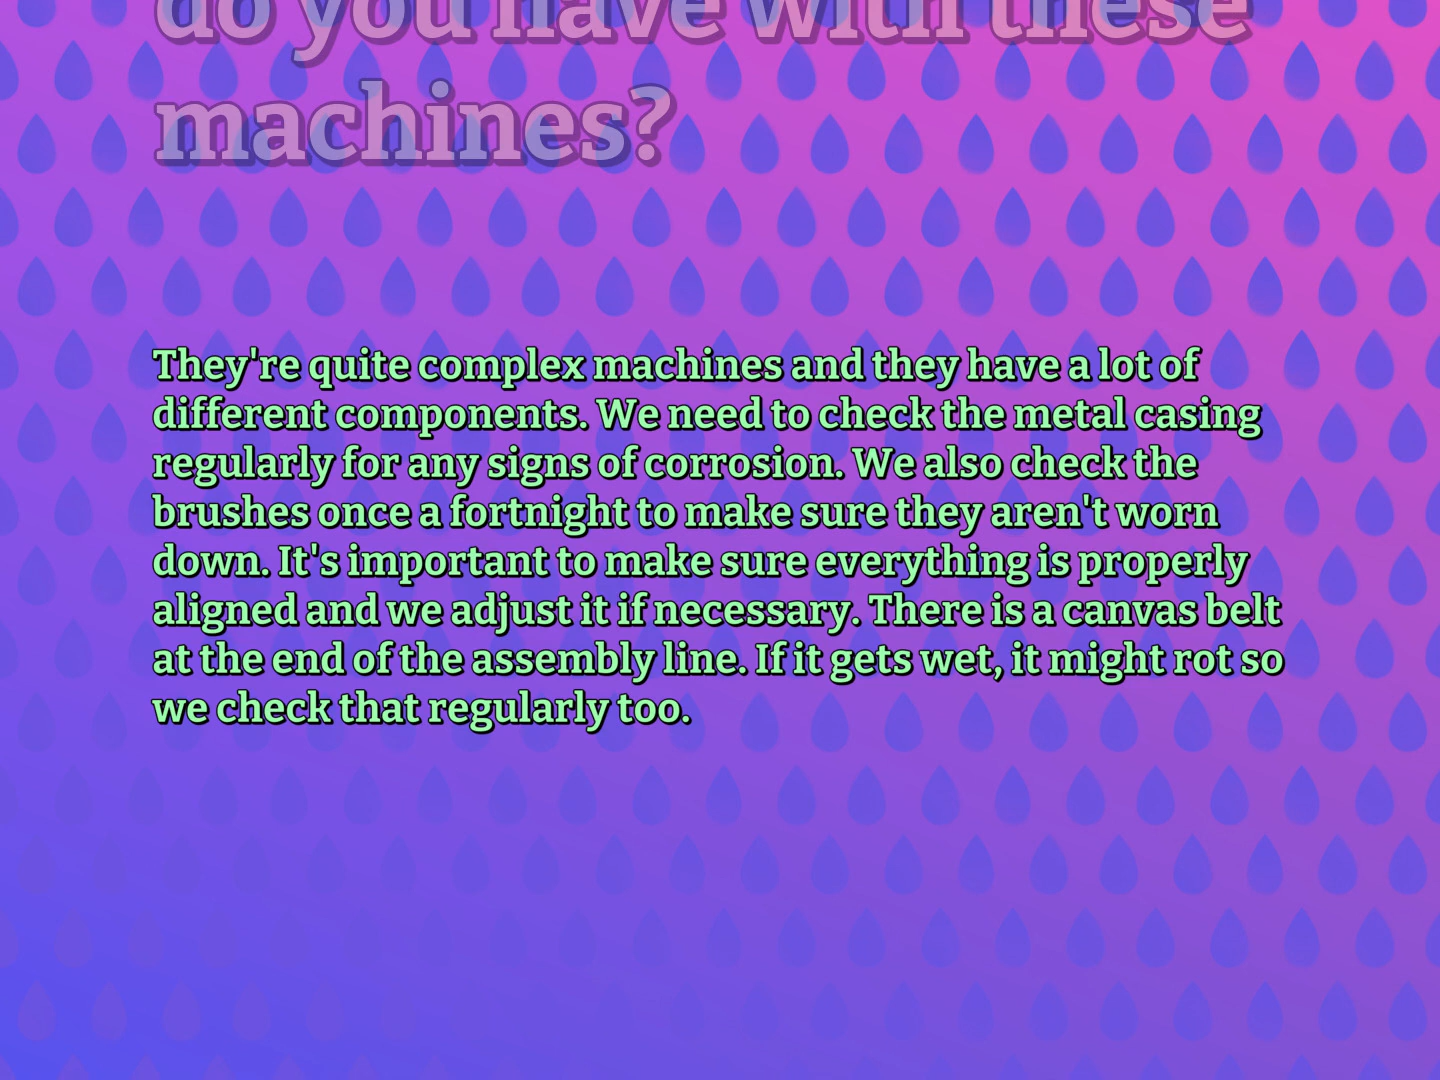 do you have with these
machines?
They're quite complex machines and they have a lot of
different components. We need to check the metal casing
regularly for any signs of corrosion. We also check the
brushes once a fortnight to make sure they aren't worn
down. It's important to make sure everything is properly
aligned and we adjust it if necessary. There is a canvas belt
at the end of the assembly line. If it gets wet, it might rot so
we check that regularly too.